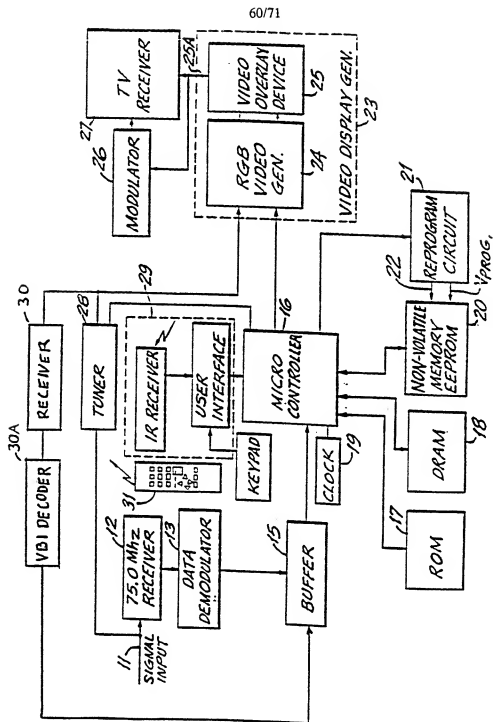 60/71
30A
VBI DECODER
30
RECEIVER
28
TUNER
29
IR RECEIVER
USER
INTERFACE
31
KEYPAD
11
SIGNAL
INPUT
12
75.0 Mhz
RECEIVER
13
DATA
DEMODULATOR
15
BUFFER
16
MICRO
CONTROLLER
19
CLOCK
17
ROM
18
DRAM
20
NON-VOLATILE
MEMORY
EEPROM
22
VPROG.
21
REPROGRAM
CIRCUIT
26
MODULATOR
27
TV
RECEIVER
25A
24
RGB
VIDEO
GEN.
25
VIDEO
OVERLAY
DEVICE
VIDEO DISPLAY GEN.
23